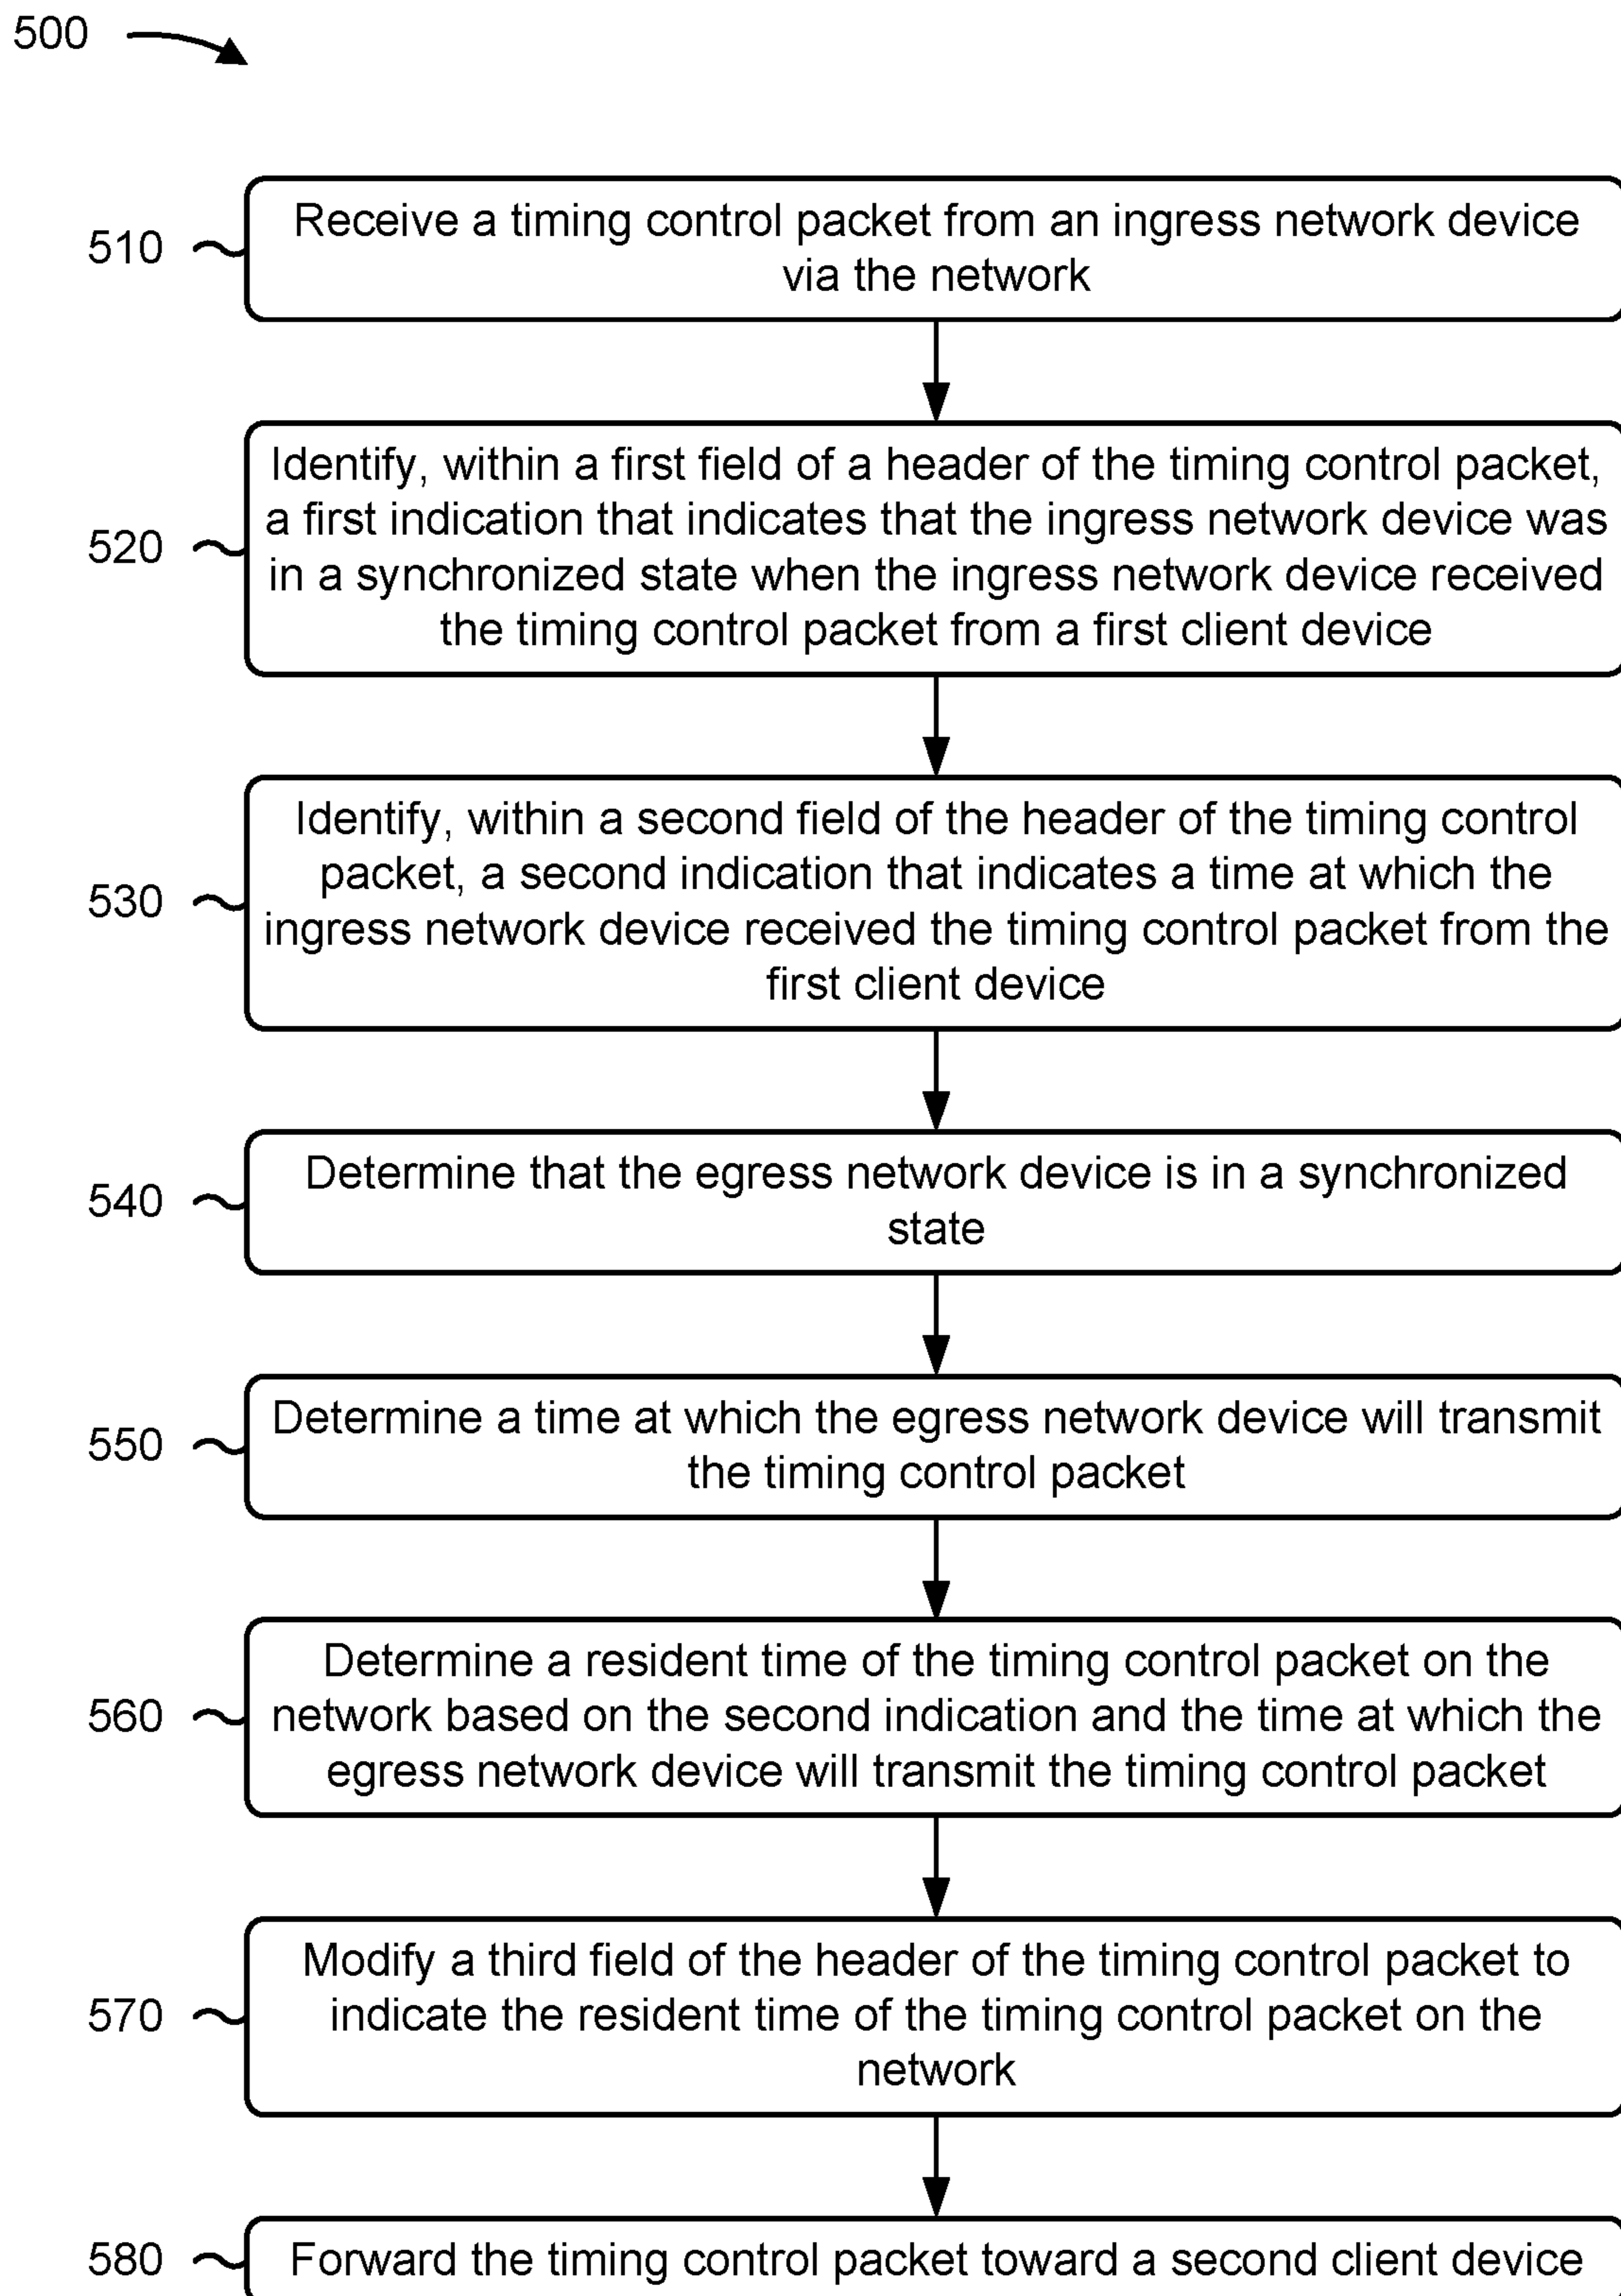 500
510
Receive a timing control packet from an ingress network device
via the network
520
Identify, within a first field of a header of the timing control packet,
a first indication that indicates that the ingress network device was
in a synchronized state when the ingress network device received
the timing control packet from a first client device
530
Identify, within a second field of the header of the timing control
packet, a second indication that indicates a time at which the
ingress network device received the timing control packet from the
first client device
540
Determine that the egress network device is in a synchronized
state
550
Determine a time at which the egress network device will transmit
the timing control packet
560
Determine a resident time of the timing control packet on the
network based on the second indication and the time at which the
egress network device will transmit the timing control packet
570
Modify a third field of the header of the timing control packet to
indicate the resident time of the timing control packet on the
network
580
Forward the timing control packet toward a second client device